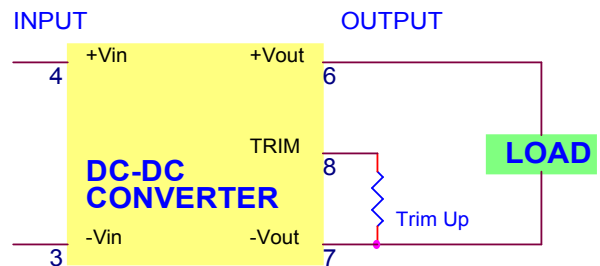 INPUT OUTPUT
+Vin +Vout
4 6
TRIM
8
DC-DC
CONVERTER
LOAD
Trim Up
-Vin -Vout
3 7